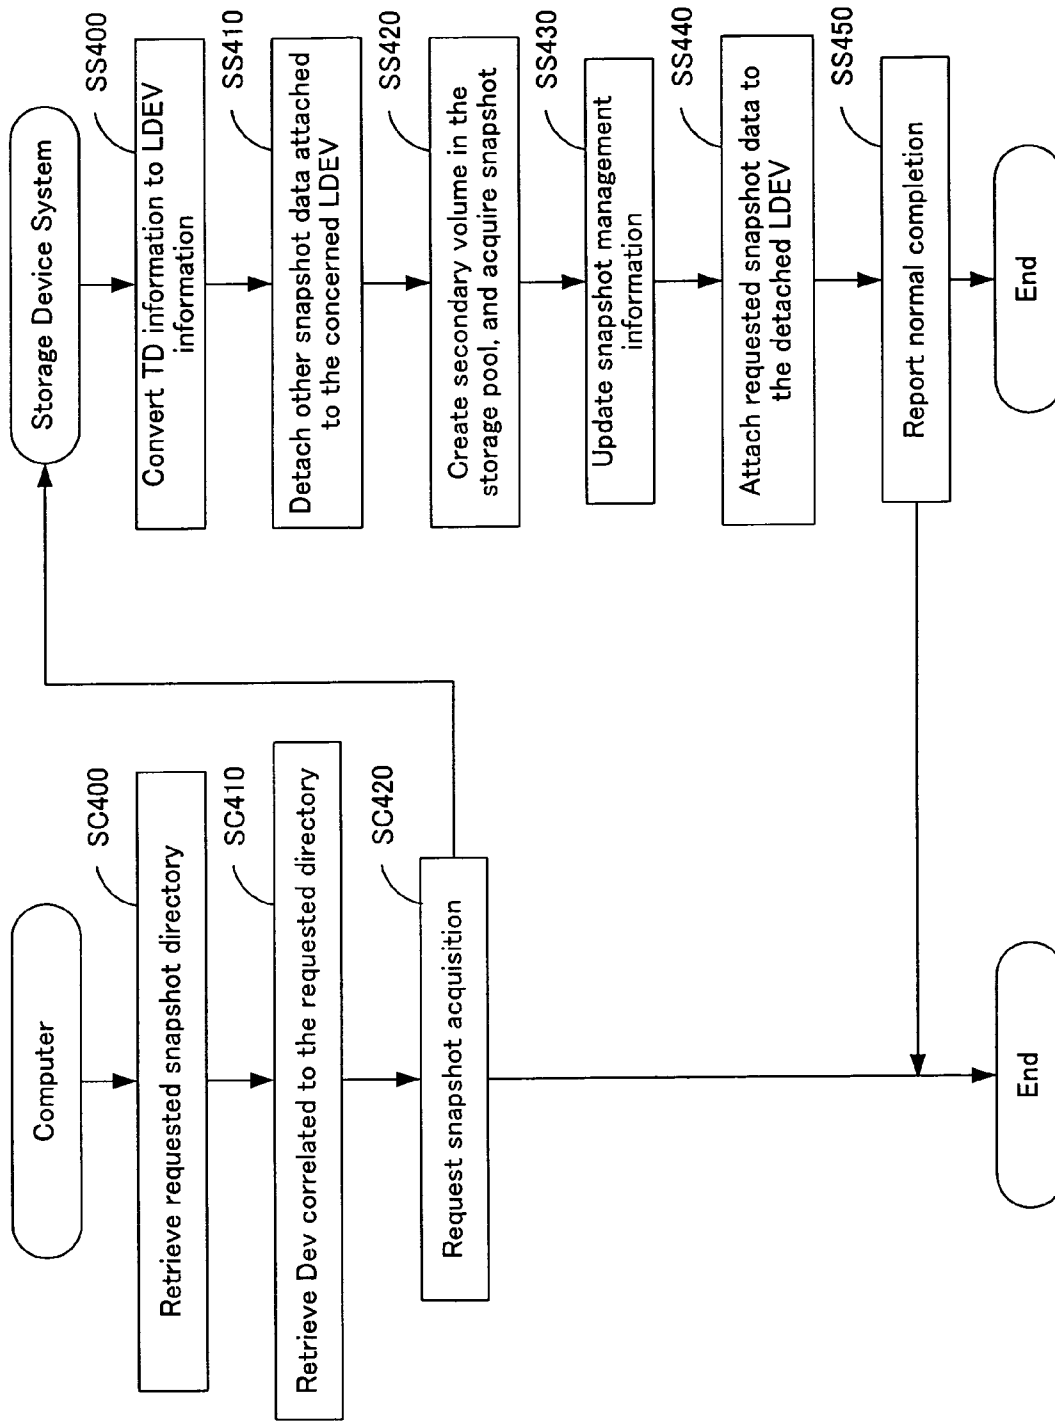 Computer
SC400
Retrieve requested snapshot directory
SC410
Retrieve Dev correlated to the requested directory
SC420
Request snapshot acquisition
End
Storage Device System
SS400
Convert TD information to LDEV
information
SS410
Detach other snapshot data attached
to the concerned LDEV
SS420
Create secondary volume in the
storage pool, and acquire snapshot
SS430
Update snapshot management
information
SS440
Attach requested snapshot data to
the detached LDEV
SS450
Report normal completion
End